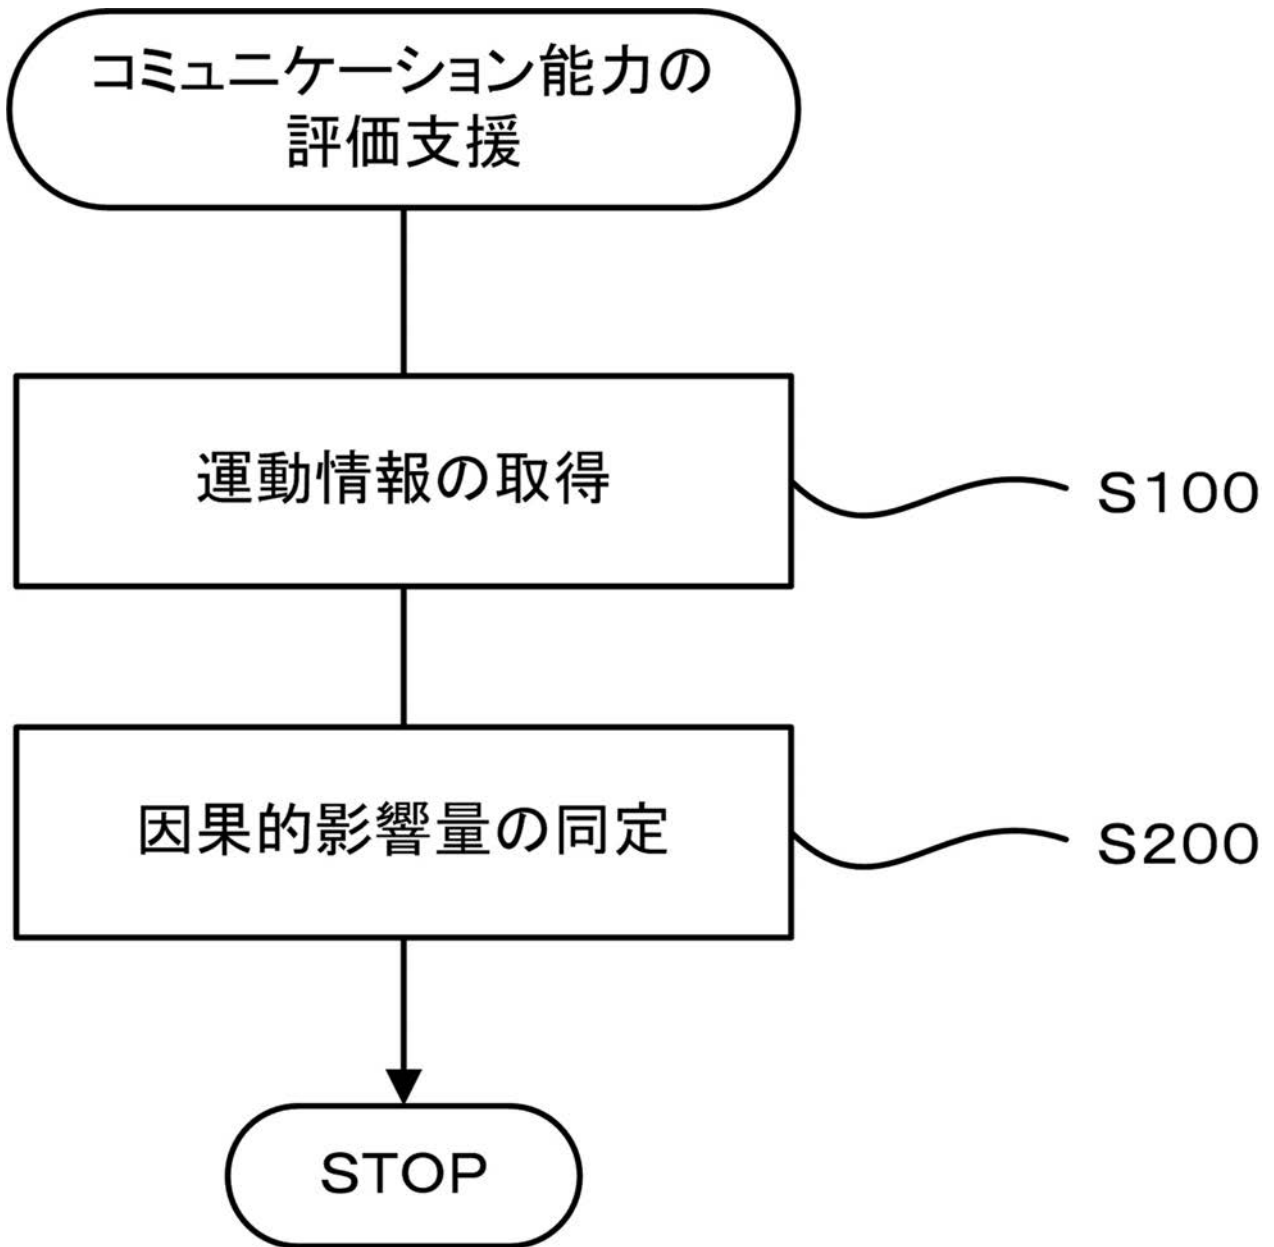 コミュニケーション能力の
評価支援
運動情報の取得
S100
因果的影響量の同定
S200
STOP